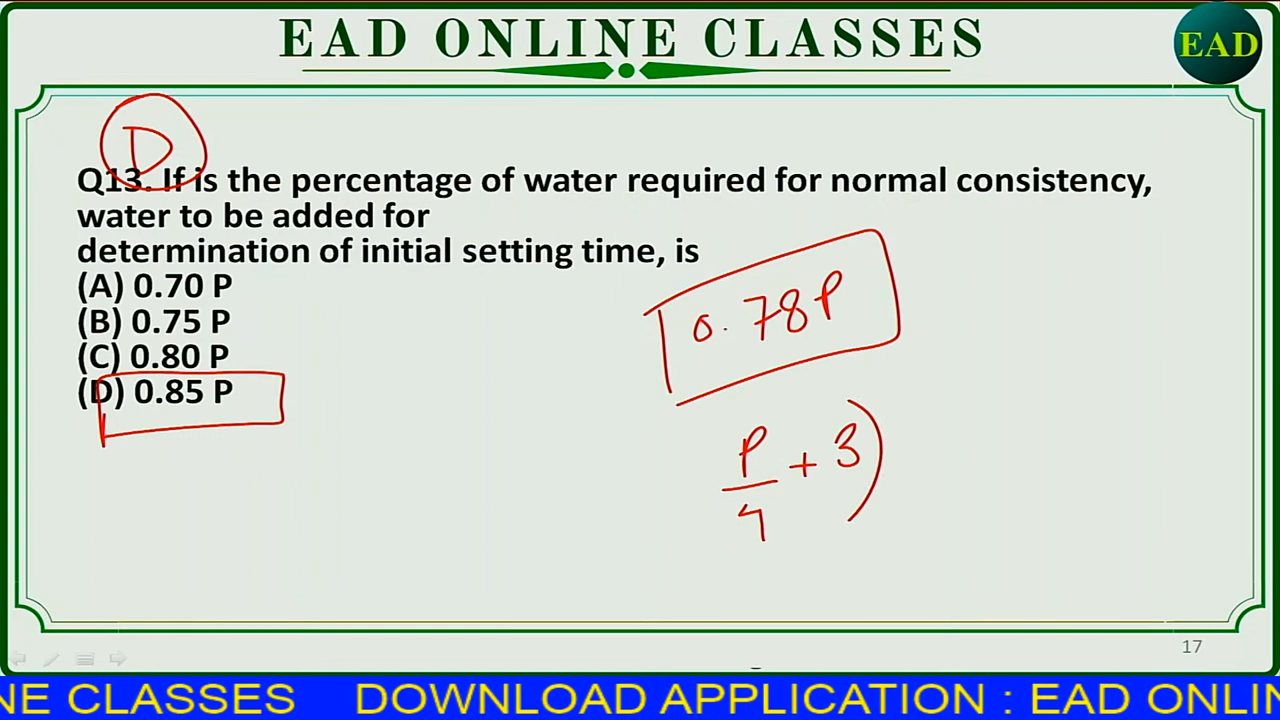 EAD ONLINE CLASSES
EAD
D
Q13. If is the percentage of water required for normal consistency,
water to be added for
determination of initial setting time, is
(A) 0.70 P
(B) 0.75 P
(C) 0.80 P
(D) 0.85 P
0.78P
P/4 + 3)
17
NE CLASSES DOWNLOAD APPLICATION : EAD ONLIN